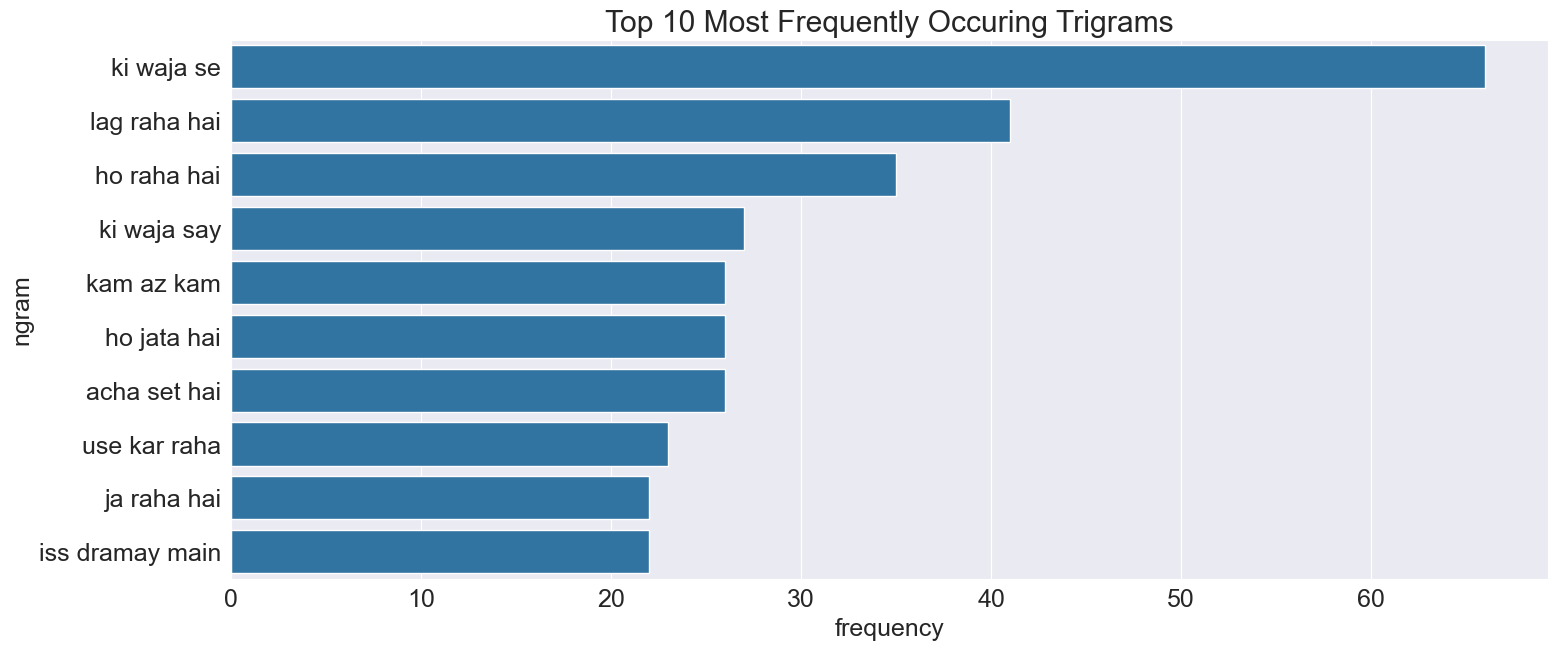 Top 10 Most Frequently Occuring Trigrams
ki waja se
lag raha hai
ho raha hai
ki waja say
kam az kam
ho jata hai
acha set hai
use kar raha
ja raha hai
iss dramay main
ngram
0 10 20 30 40 50 60
frequency